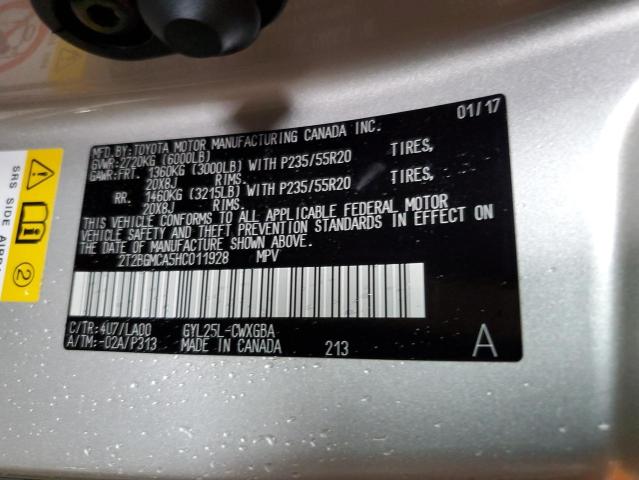 MFD.BY:TOYOTA MOTOR MANUFACTURING CANADA INC. 01/17
GVWR:2720KG (6000LB)
GAWR:FRT. 1360KG (3000LB) WITH P235/55R20 TIRES,
20X8J RIMS.
RR. 1460KG (3215LB) WITH P235/55R20 TIRES,
20X8J RIMS.
THIS VEHICLE CONFORMS TO ALL APPLICABLE FEDERAL MOTOR
VEHICLE SAFETY AND THEFT PREVENTION STANDARDS IN EFFECT ON
THE DATE OF MANUFACTURE SHOWN ABOVE.
2T2BGMCA5HC011928 MPV
C/TR: 4U7/LA00 GYL25L-CWXGBA
A/TM:-02A/P313 MADE IN CANADA 213 A
SRS SIDE
2